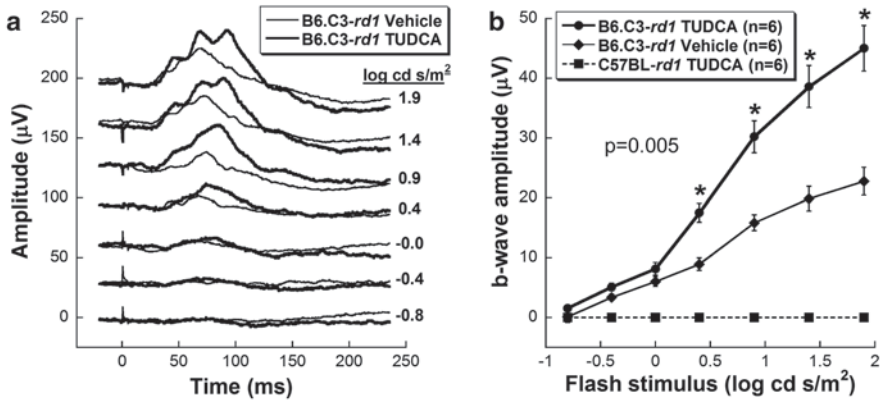 a
B6.C3-rd1 Vehicle
B6.C3-rd1 TUDCA
log cd s/m²
250
200
150
100
50
0
1.9
1.4
0.9
0.4
-0.0
-0.4
-0.8
Amplitude (μV)
0 50 100 150 200 250
Time (ms)
b
B6.C3-rd1 TUDCA (n=6)
B6.C3-rd1 Vehicle (n=6)
C57BL-rd1 TUDCA (n=6)
p=0.005
* * * *
50
40
30
20
10
0
b-wave amplitude (μV)
-1 -0.5 0 0.5 1 1.5 2
Flash stimulus (log cd s/m²)